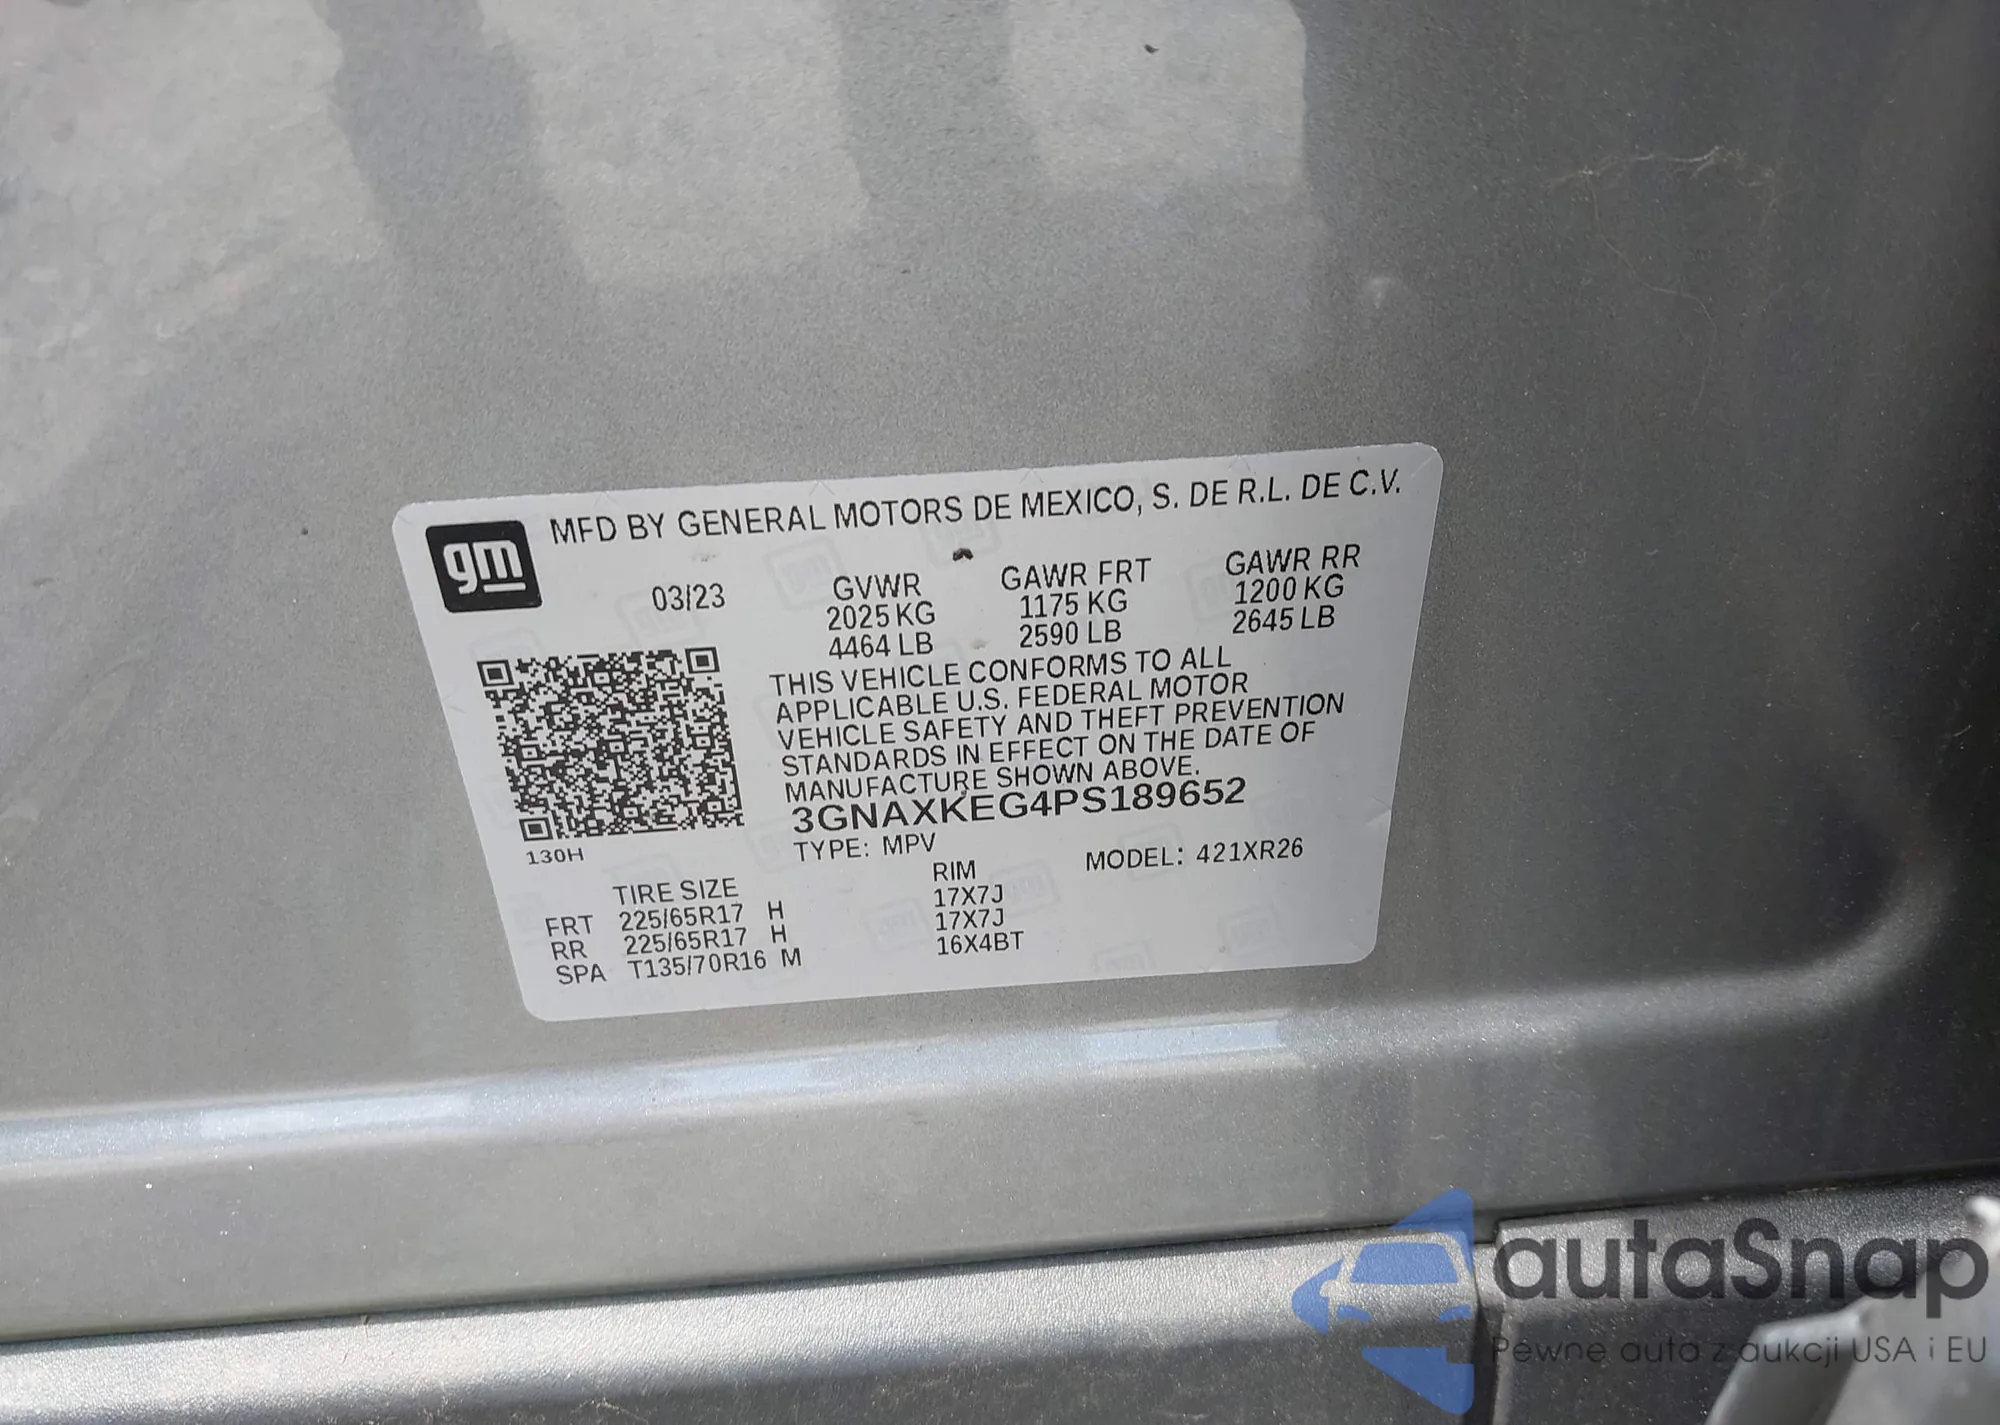 gm
MFD BY GENERAL MOTORS DE MEXICO, S. DE R.L. DE C.V.
03/23 GVWR GAWR FRT GAWR RR
2025 KG 1175 KG 1200 KG
4464 LB 2590 LB 2645 LB
THIS VEHICLE CONFORMS TO ALL
APPLICABLE U.S. FEDERAL MOTOR
VEHICLE SAFETY AND THEFT PREVENTION
STANDARDS IN EFFECT ON THE DATE OF
MANUFACTURE SHOWN ABOVE.
3GNAXKEG4PS189652
130H
TYPE: MPV MODEL: 421XR26
TIRE SIZE RIM
FRT 225/65R17 H 17X7J
RR 225/65R17 H 17X7J
SPA T135/70R16 M 16X4BT
autaSnap
Pewne auta z aukcji USA i EU